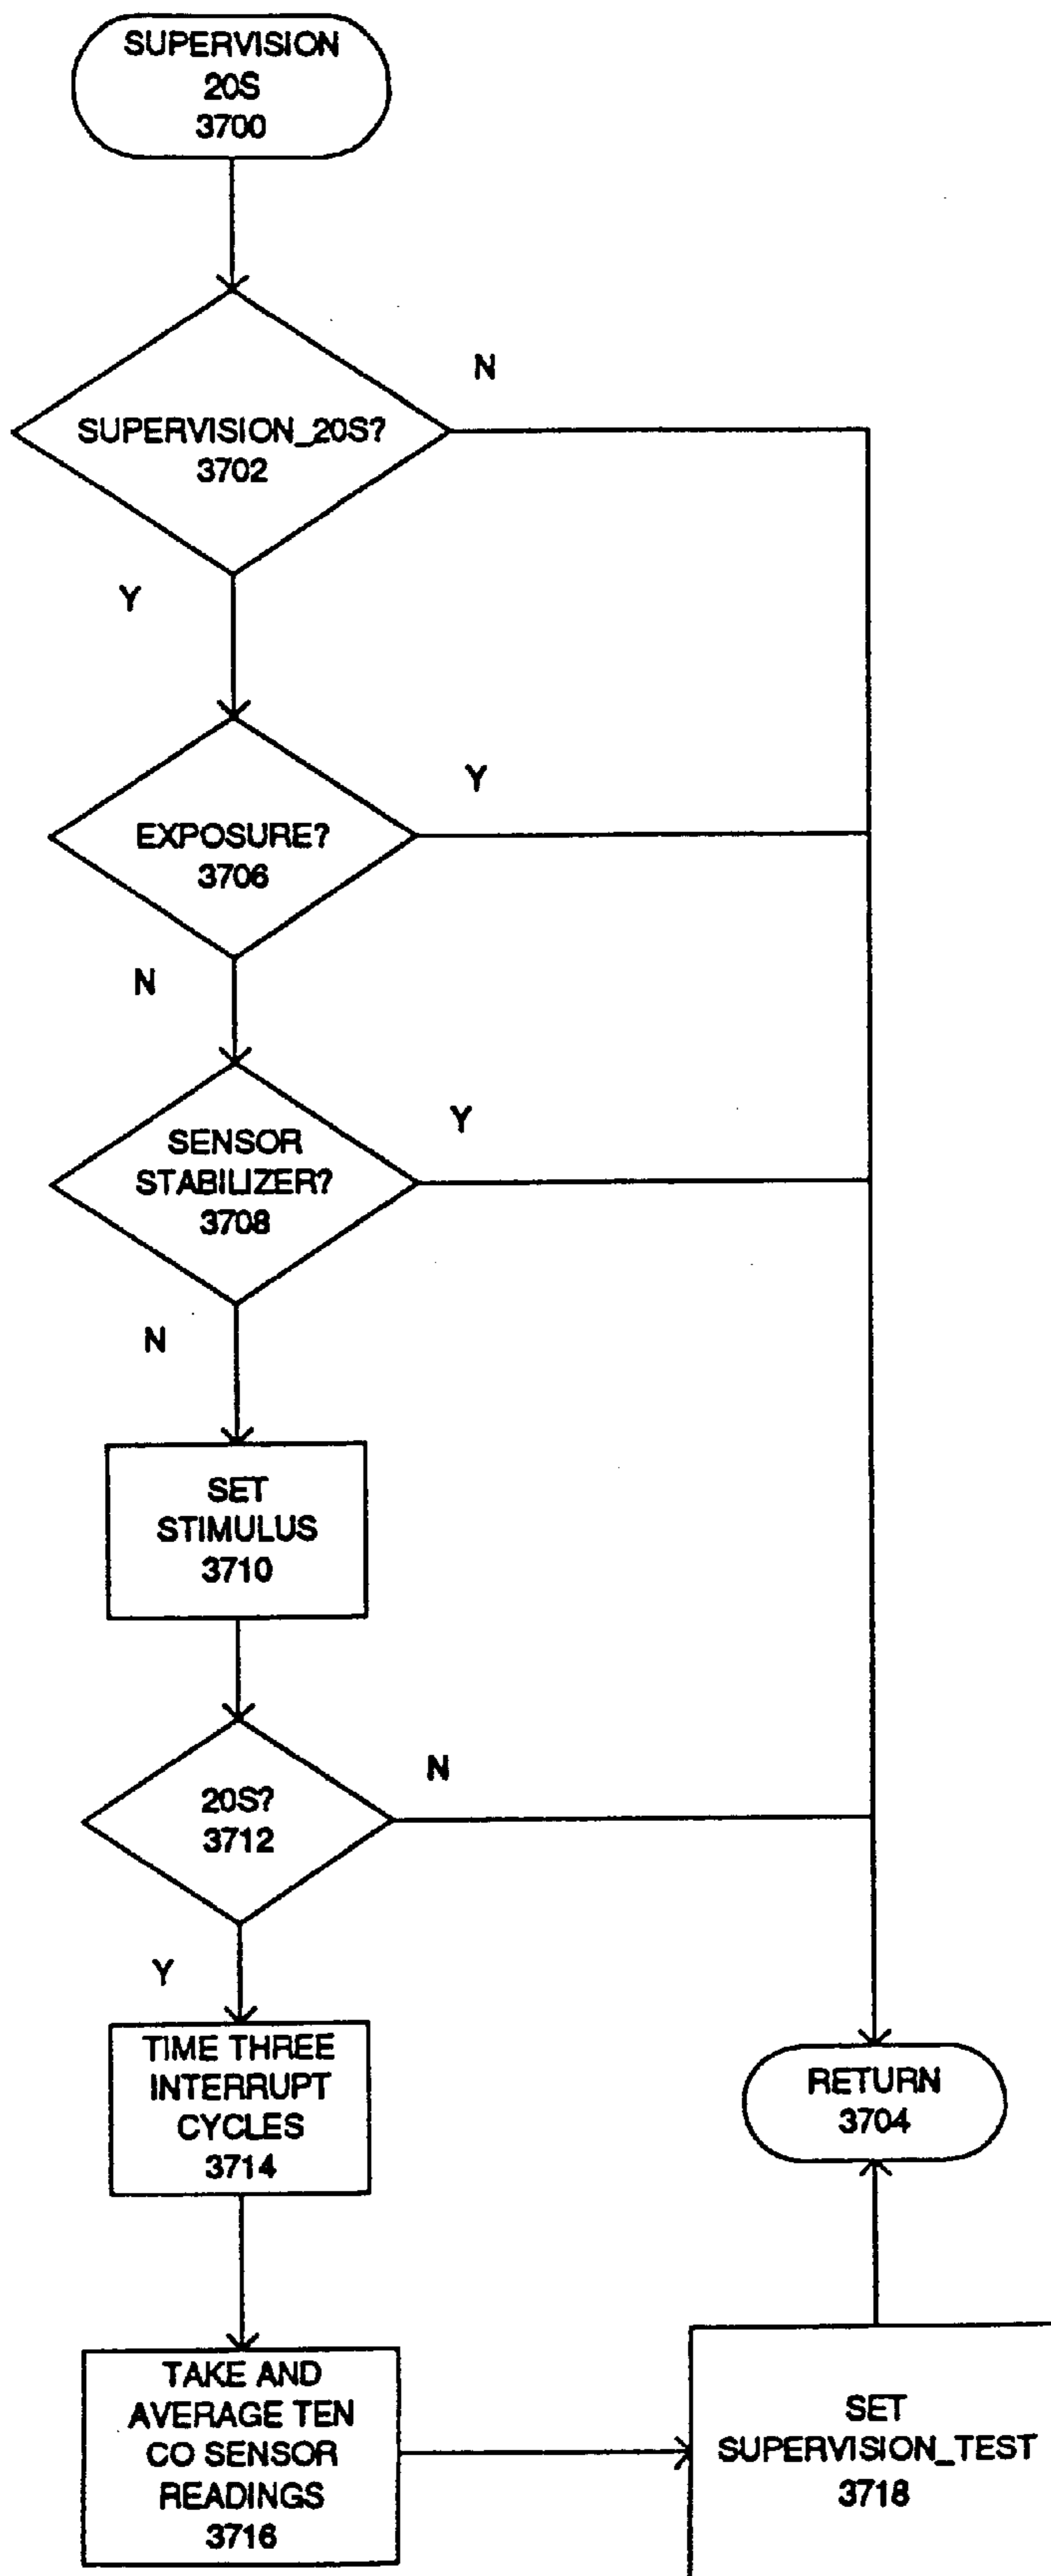 SUPERVISION
20S
3700
N
SUPERVISION_20S?
3702
Y
Y
EXPOSURE?
3706
N
Y
SENSOR
STABILIZER?
3708
N
SET
STIMULUS
3710
N
20S?
3712
Y
TIME THREE
INTERRUPT
CYCLES
3714
RETURN
3704
TAKE AND
AVERAGE TEN
CO SENSOR
READINGS
3716
SET
SUPERVISION_TEST
3718